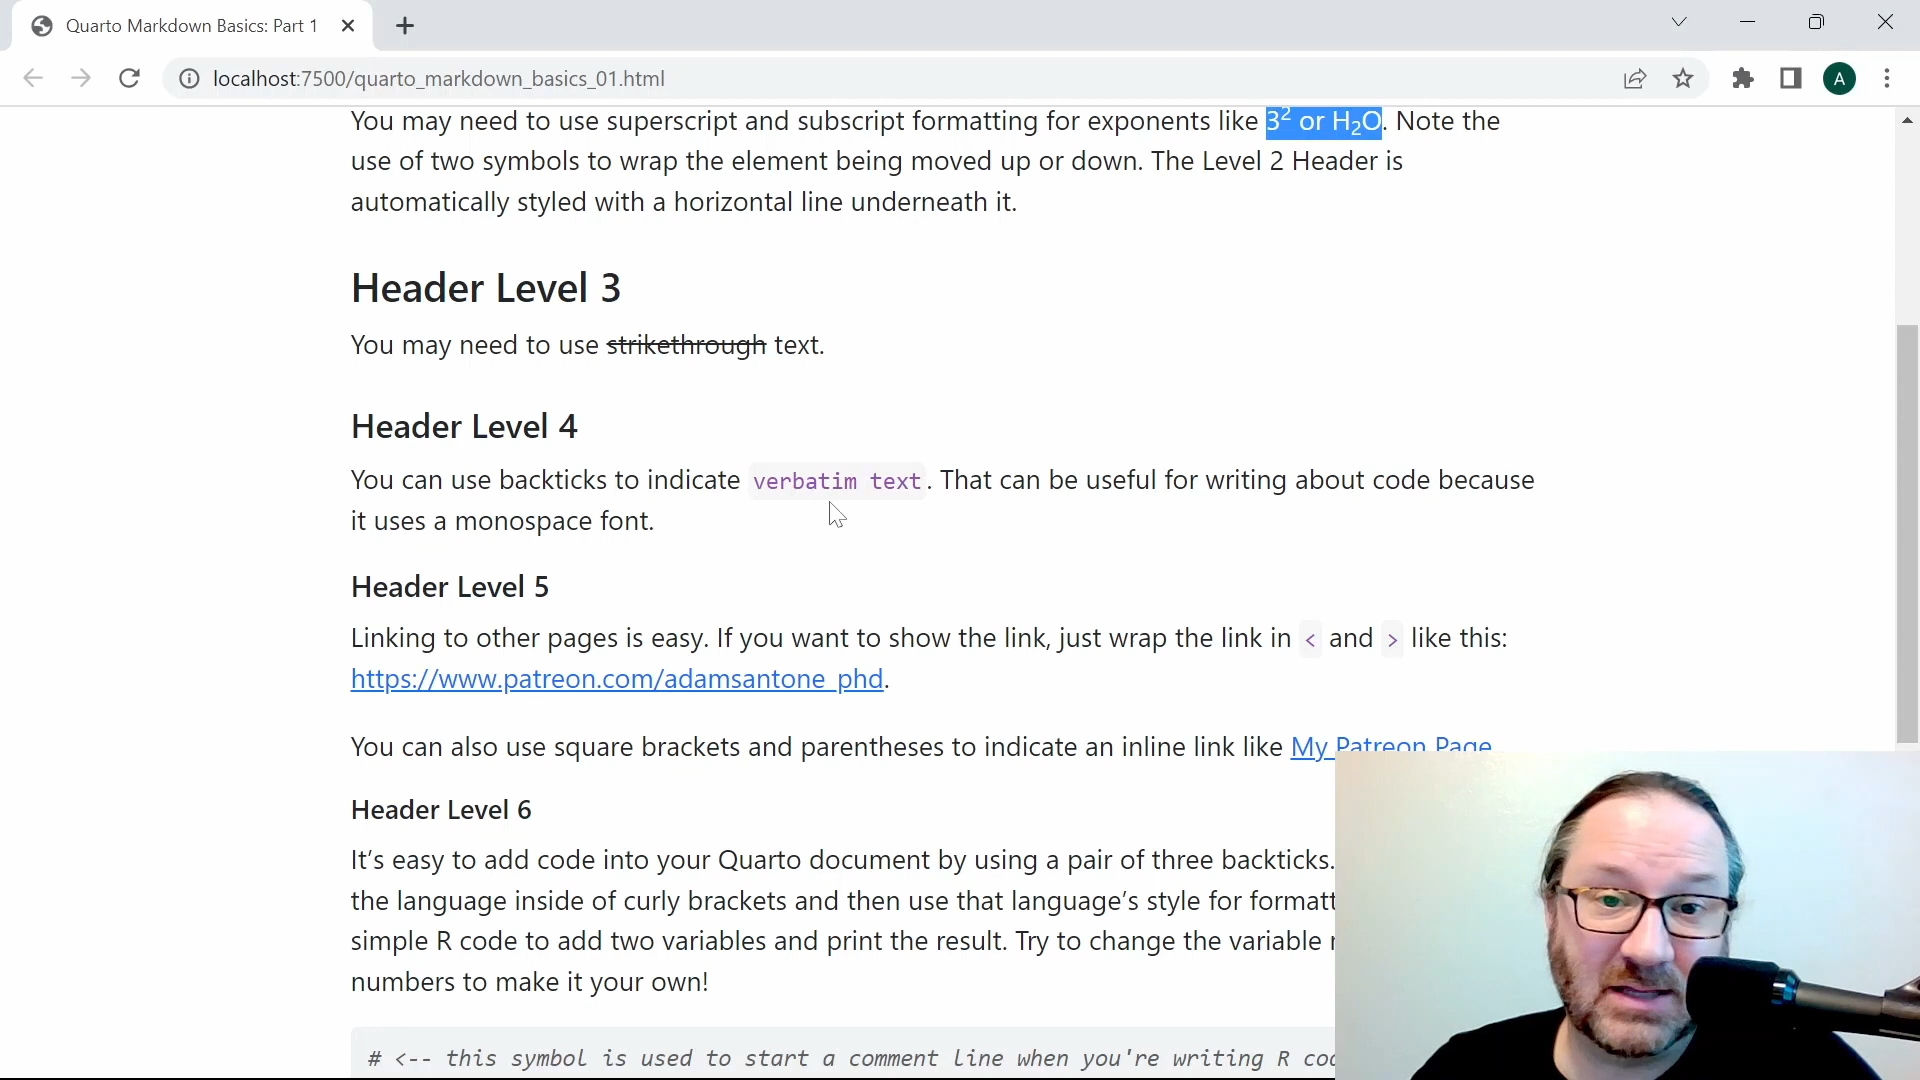 Quarto Markdown Basics: Part 1
localhost:7500/quarto_markdown_basics_01.html
A
You may need to use superscript and subscript formatting for exponents like 3² or H₂O. Note the
use of two symbols to wrap the element being moved up or down. The Level 2 Header is
automatically styled with a horizontal line underneath it.
Header Level 3
You may need to use strikethrough text.
Header Level 4
You can use backticks to indicate verbatim text. That can be useful for writing about code because
it uses a monospace font.
Header Level 5
Linking to other pages is easy. If you want to show the link, just wrap the link in < and > like this:
https://www.patreon.com/adamsantone_phd.
You can also use square brackets and parentheses to indicate an inline link like My Patreon Page
Header Level 6
It's easy to add code into your Quarto document by using a pair of three backticks.
the language inside of curly brackets and then use that language's style for
simple R code to add two variables and print the result. Try to change the variable
numbers to make it your own!
# <-- this symbol is used to start a comment line when you're writing R